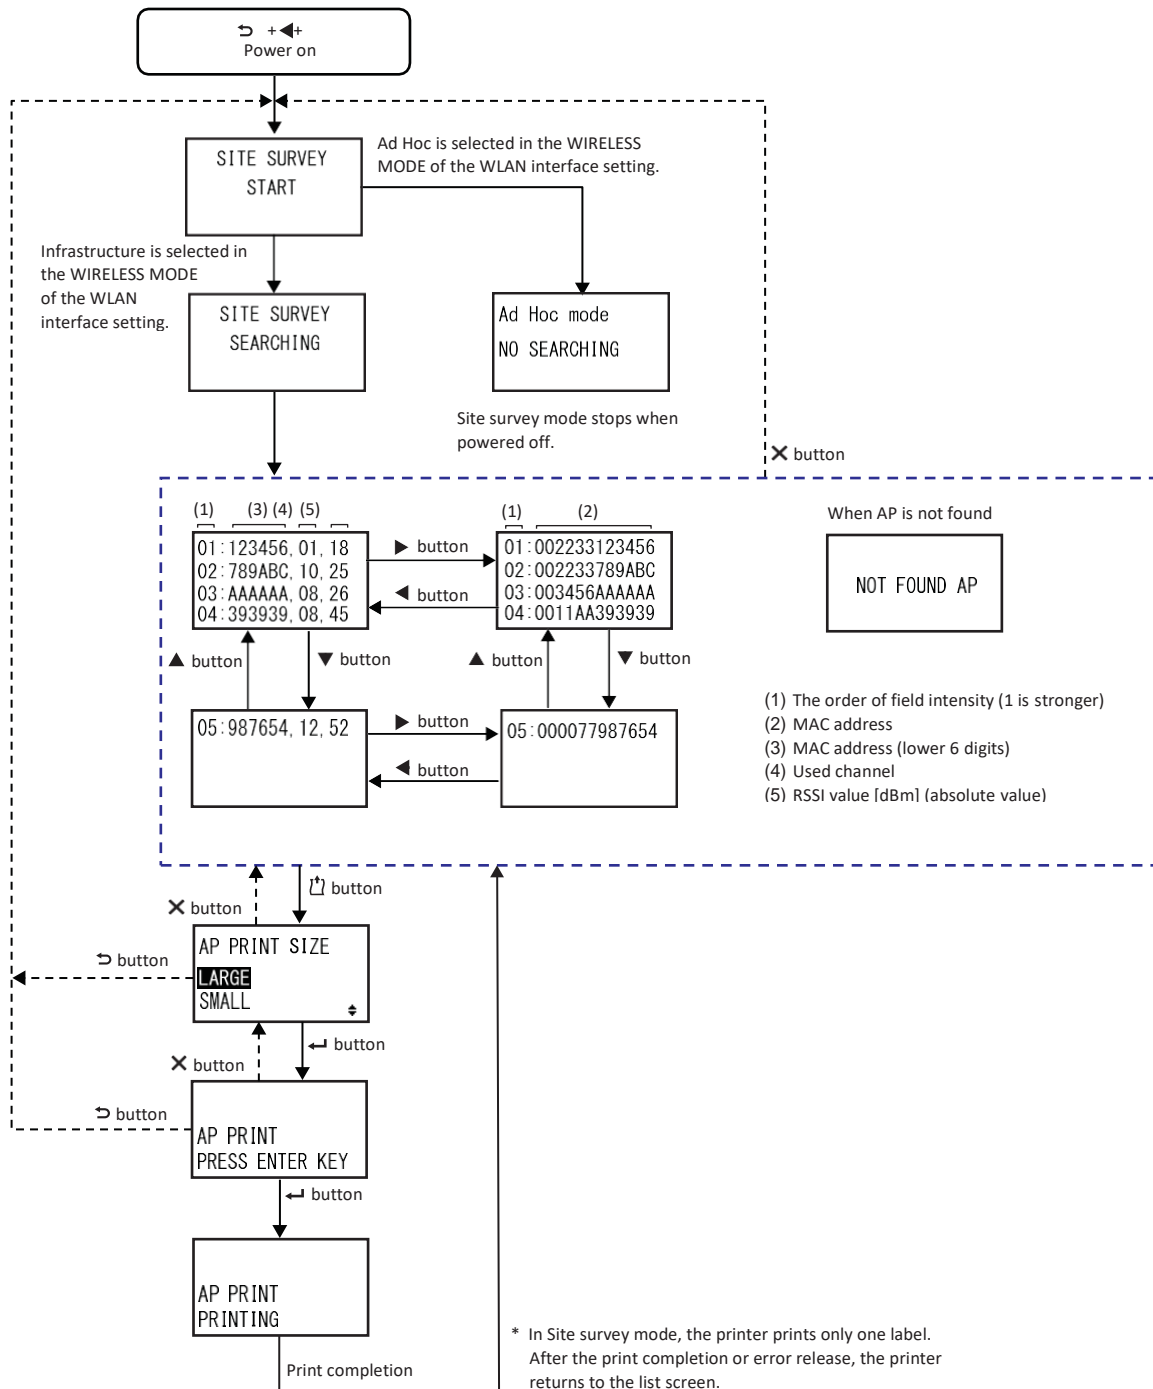 ⮌ +◀+
Power on
SITE SURVEY
START
Ad Hoc is selected in the WIRELESS
MODE of the WLAN interface setting.
Infrastructure is selected in
the WIRELESS MODE
of the WLAN
interface setting.
SITE SURVEY
SEARCHING
Ad Hoc mode
NO SEARCHING
Site survey mode stops when
powered off.
✕ button
(1) (3) (4) (5)
01:123456,01,18
02:789ABC,10,25
03:AAAAAA,08,26
04:393939,08,45
▶ button
◀ button
(1) (2)
01:002233123456
02:002233789ABC
03:003456AAAAAA
04:0011AA393939
When AP is not found
NOT FOUND AP
▲ button
▼ button
▲ button
▼ button
05:987654,12,52
▶ button
◀ button
05:000077987654
(1) The order of field intensity (1 is stronger)
(2) MAC address
(3) MAC address (lower 6 digits)
(4) Used channel
(5) RSSI value [dBm] (absolute value)
button
✕ button
⮌ button
AP PRINT SIZE
LARGE
SMALL
↵ button
✕ button
⮌ button
AP PRINT
PRESS ENTER KEY
↵ button
AP PRINT
PRINTING
Print completion
* In Site survey mode, the printer prints only one label.
After the print completion or error release, the printer
returns to the list screen.